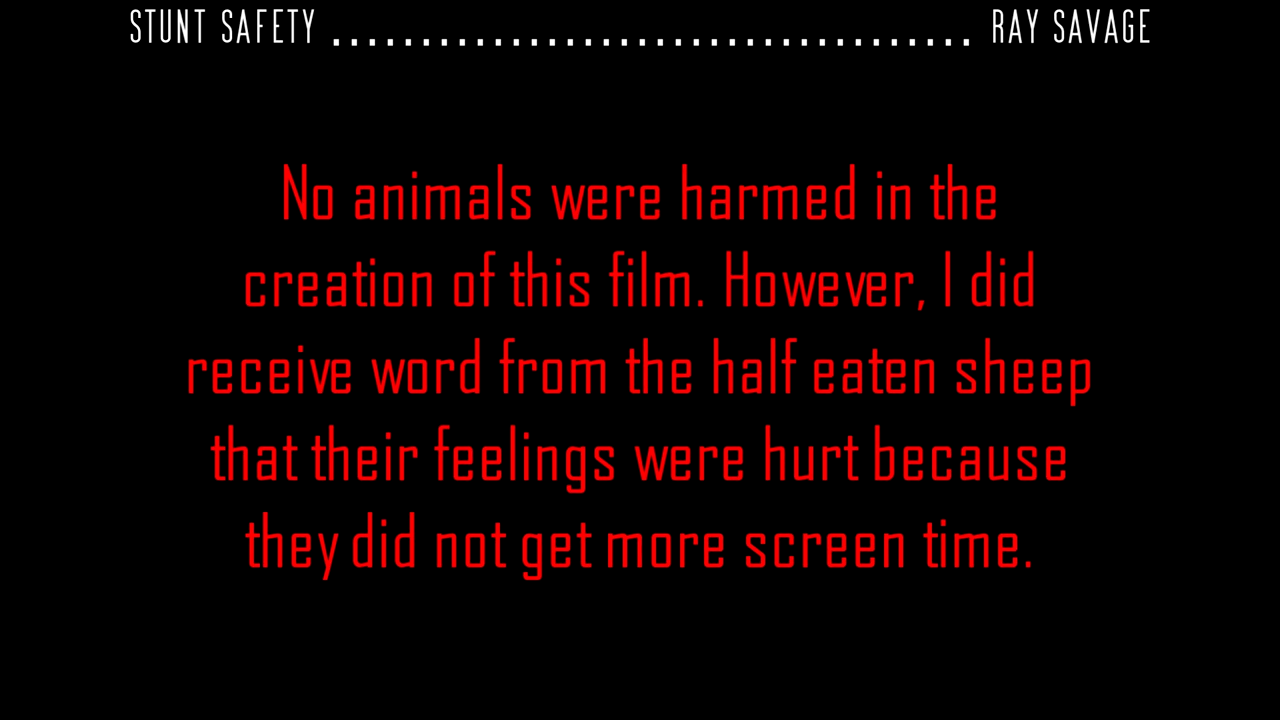 STUNT SAFETY .................................... RAY SAVAGE
No animals were harmed in the
creation of this film. However, I did
receive word from the half eaten sheep
that their feelings were hurt because
they did not get more screen time.